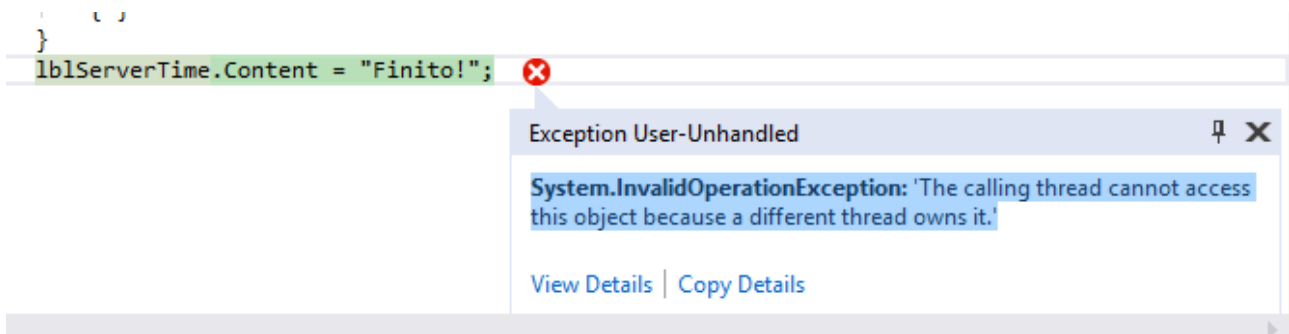 }
lblServerTime.Content = "Finito!";
Exception User-Unhandled
System.InvalidOperationException: 'The calling thread cannot access
this object because a different thread owns it.'
View Details | Copy Details